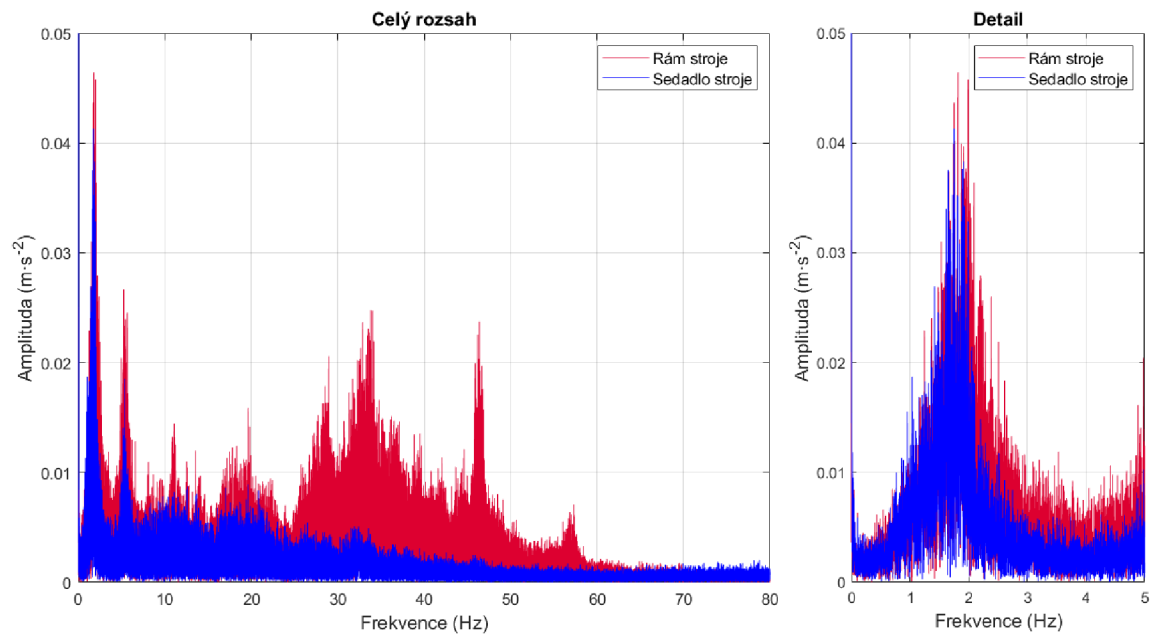 Celý rozsah
0.05
0.04
0.03
0.02
0.01
0
Amplituda (m·s⁻²)
0 10 20 30 40 50 60 70 80
Frekvence (Hz)
Rám stroje
Sedadlo stroje
Detail
0.05
0.04
0.03
0.02
0.01
0
Amplituda (m·s⁻²)
0 1 2 3 4 5
Frekvence (Hz)
Rám stroje
Sedadlo stroje